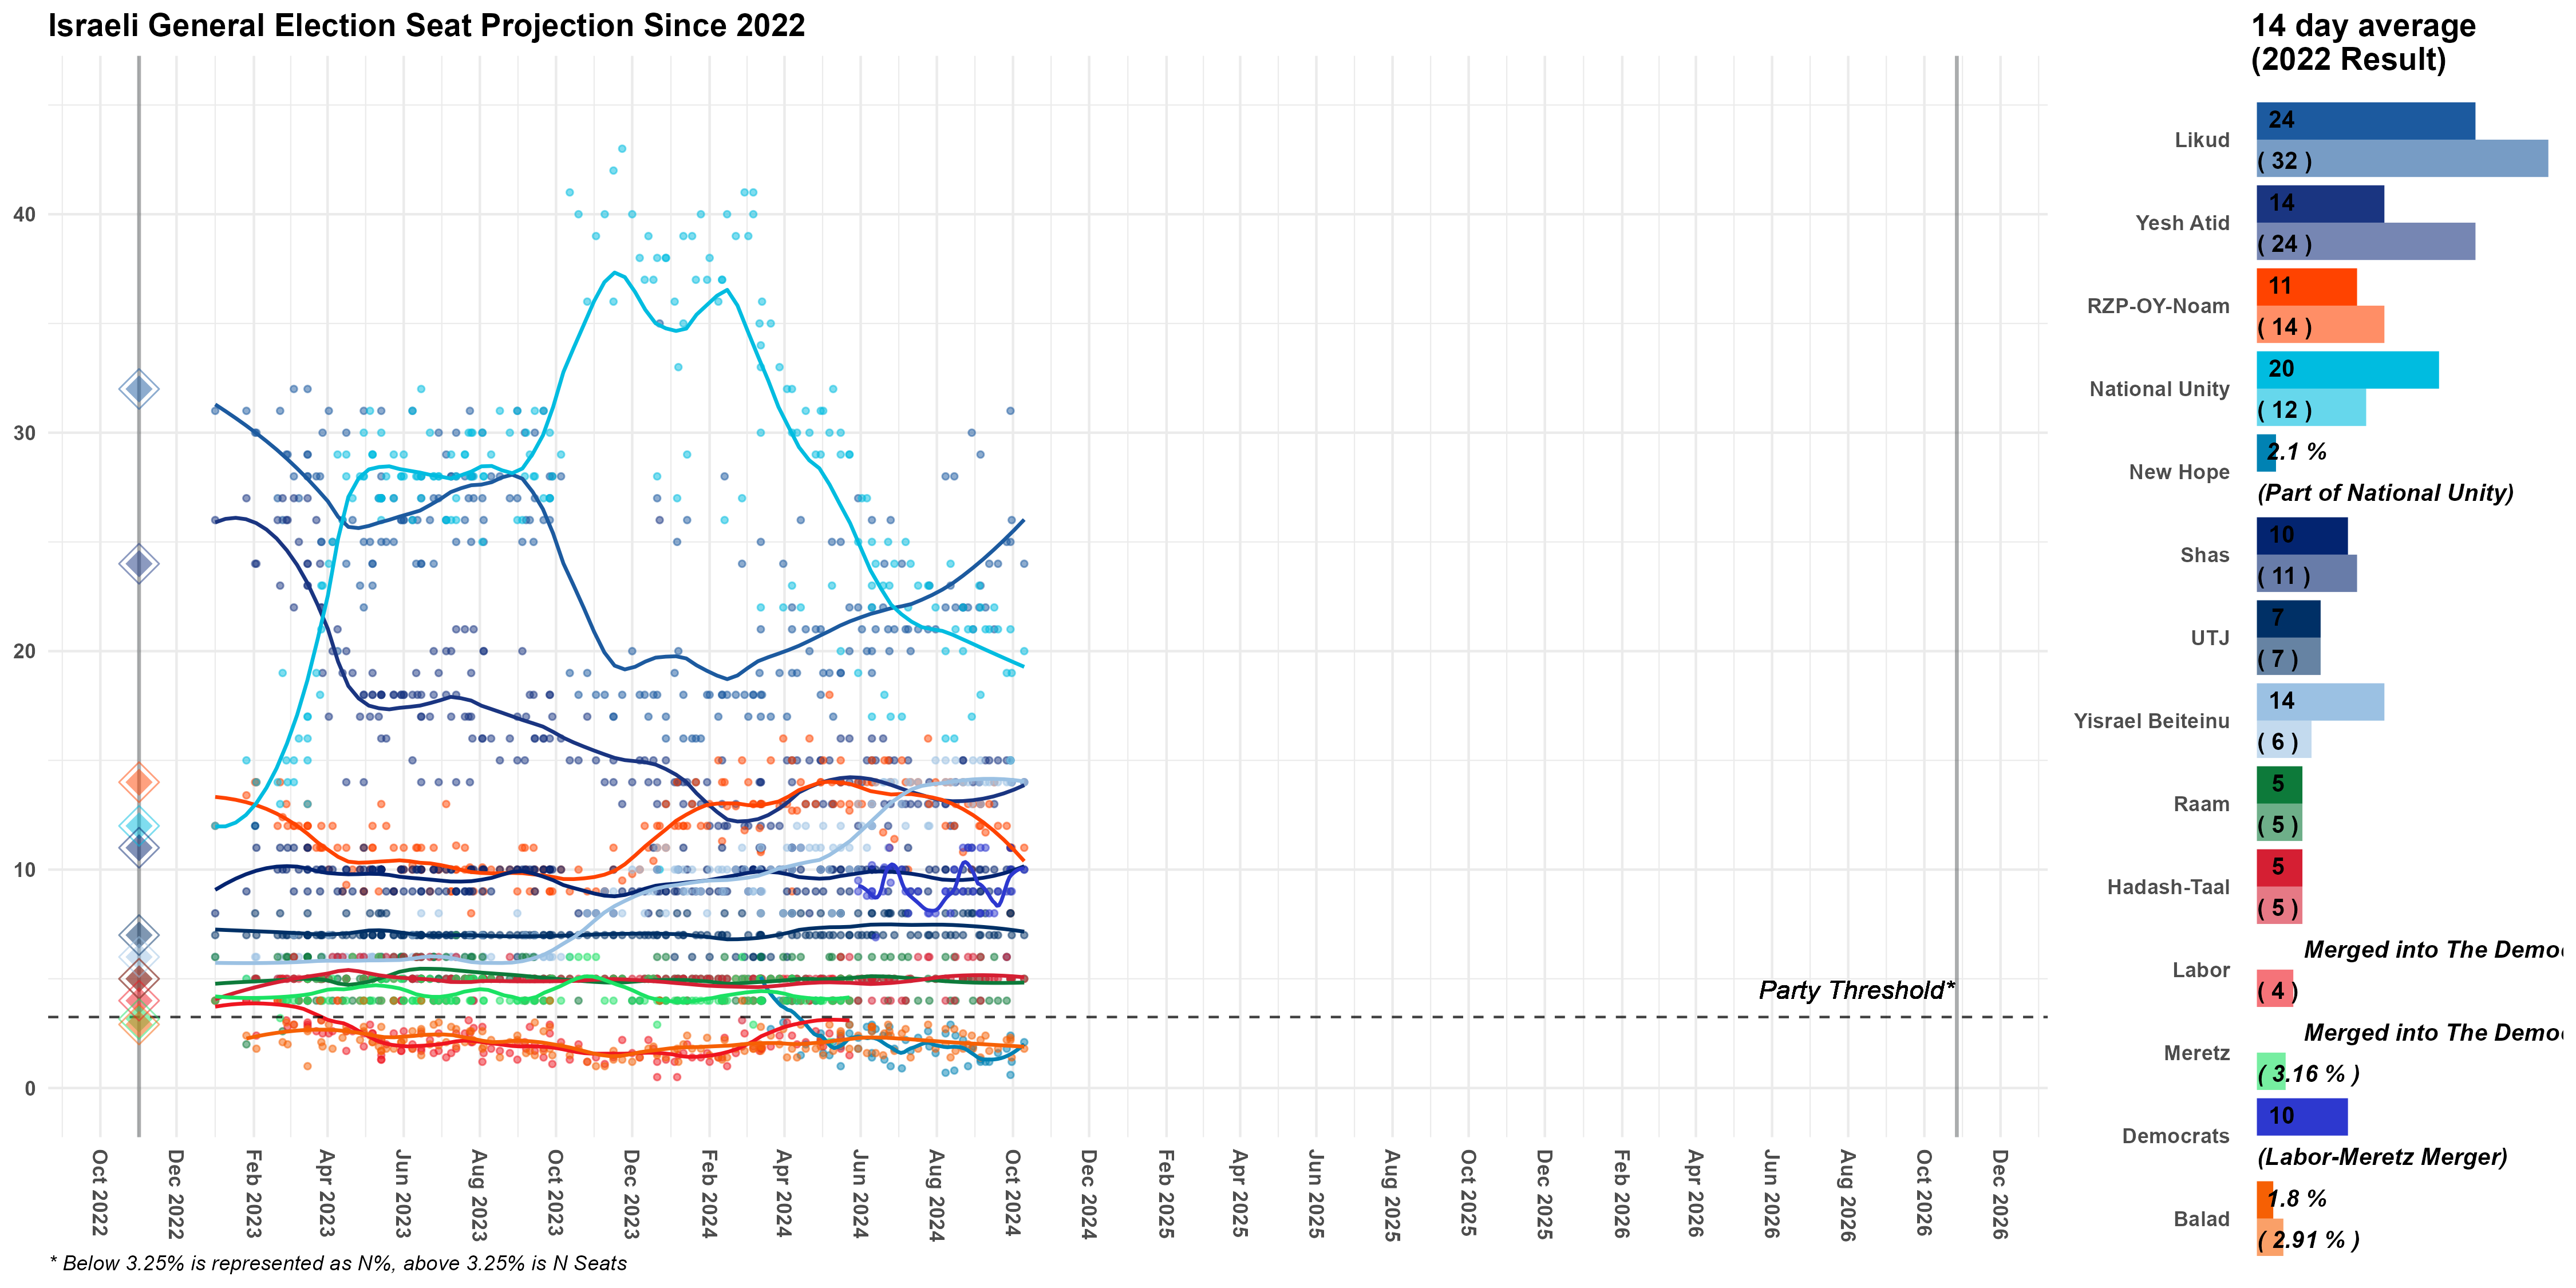 Israeli General Election Seat Projection Since 2022
14 day average
(2022 Result)
40
30
20
10
0
Party Threshold*
Oct 2022
Dec 2022
Feb 2023
Apr 2023
Jun 2023
Aug 2023
Oct 2023
Dec 2023
Feb 2024
Apr 2024
Jun 2024
Aug 2024
Oct 2024
Dec 2024
Feb 2025
Apr 2025
Jun 2025
Aug 2025
Oct 2025
Dec 2025
Feb 2026
Apr 2026
Jun 2026
Aug 2026
Oct 2026
Dec 2026
* Below 3.25% is represented as N%, above 3.25% is N Seats
Likud
24
( 32 )
Yesh Atid
14
( 24 )
RZP-OY-Noam
11
( 14 )
National Unity
20
( 12 )
New Hope
2.1 %
(Part of National Unity)
Shas
10
( 11 )
UTJ
7
( 7 )
Yisrael Beiteinu
14
( 6 )
Raam
5
( 5 )
Hadash-Taal
5
( 5 )
Labor
Merged into The Demo
( 4 )
Meretz
Merged into The Demo
( 3.16 % )
Democrats
10
(Labor-Meretz Merger)
Balad
1.8 %
( 2.91 % )